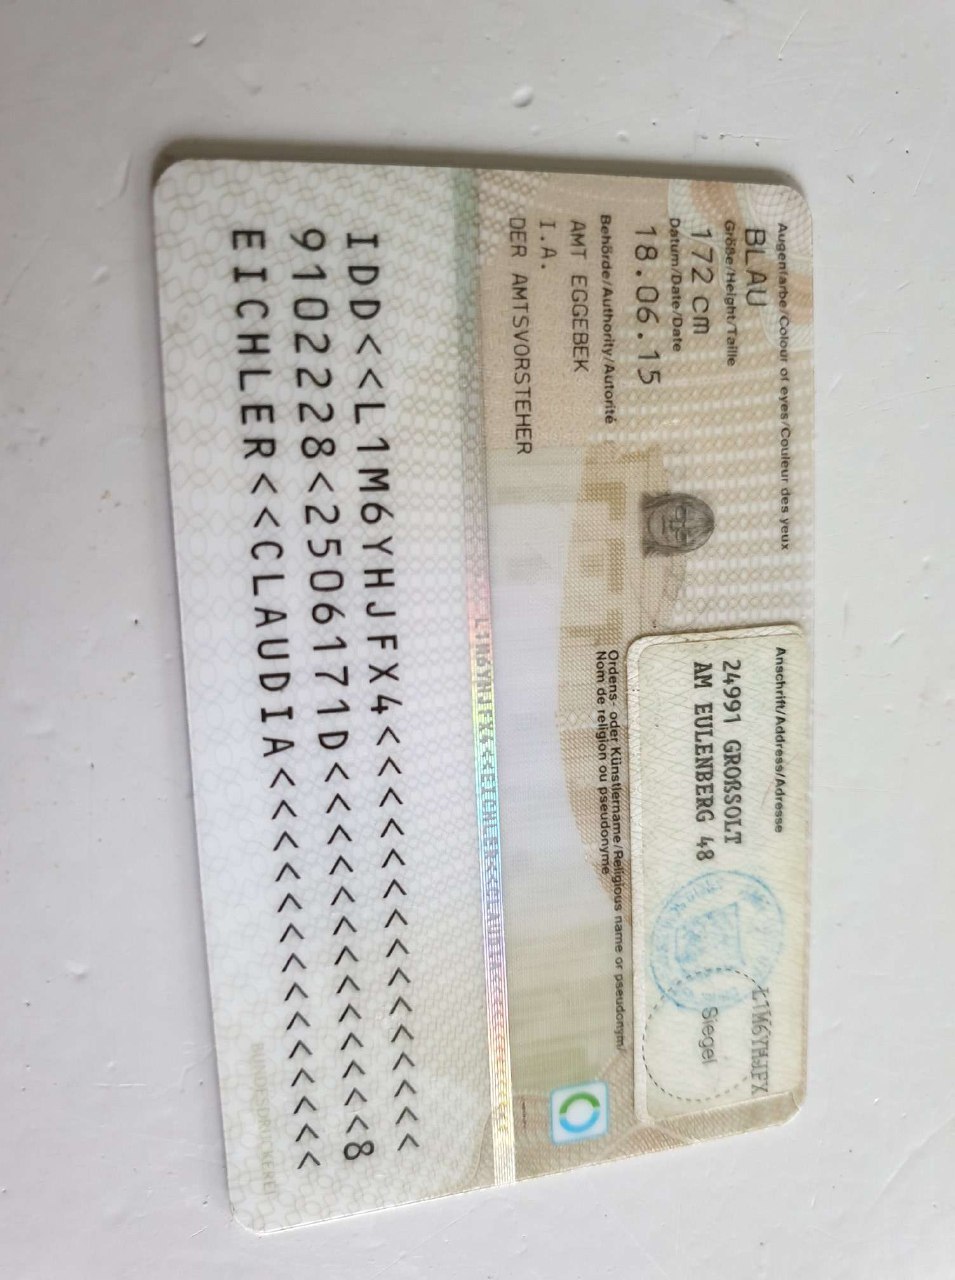 Augenfarbe/Colour of eyes/Couleur des yeux
BLAU
Größe/Height/Taille
172 cm
Datum/Date/Date
18.06.15
Behörde/Authority/Autorité
AMT EGGEBEK
I.A.
DER AMTSVORSTEHER
Anschrift/Address/Adresse
24991 GROßSOLT
AM EULENBERG 48
L1M6YHJFX
Siegel
Ordens- oder Künstlername/Religious name or pseudonym/
Nom de religion ou pseudonyme
L1M6YHJFX4<<EICHLER<<CLAUDIA<<<<<<<<<<<<<<
IDD<<L1M6YHJFX4<<<<<<<<<<<<<<<
9102228<2506171D<<<<<<<<<<<<<8
EICHLER<<CLAUDIA<<<<<<<<<<<<<<
BUNDESDRUCKEREI